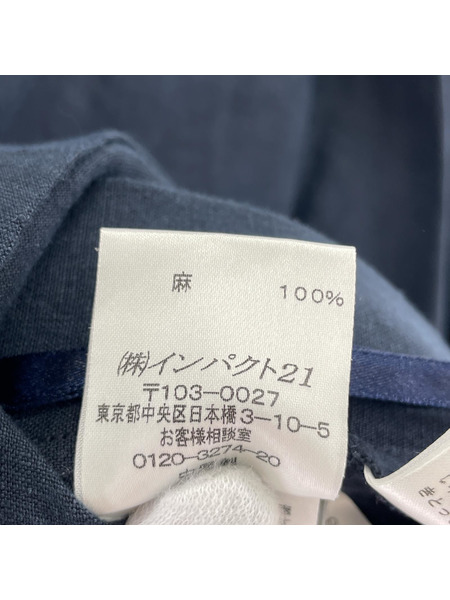 麻 100%
(株)インパクト21
〒103-0027
東京都中央区日本橋3-10-5
お客様相談室
0120-3274-20